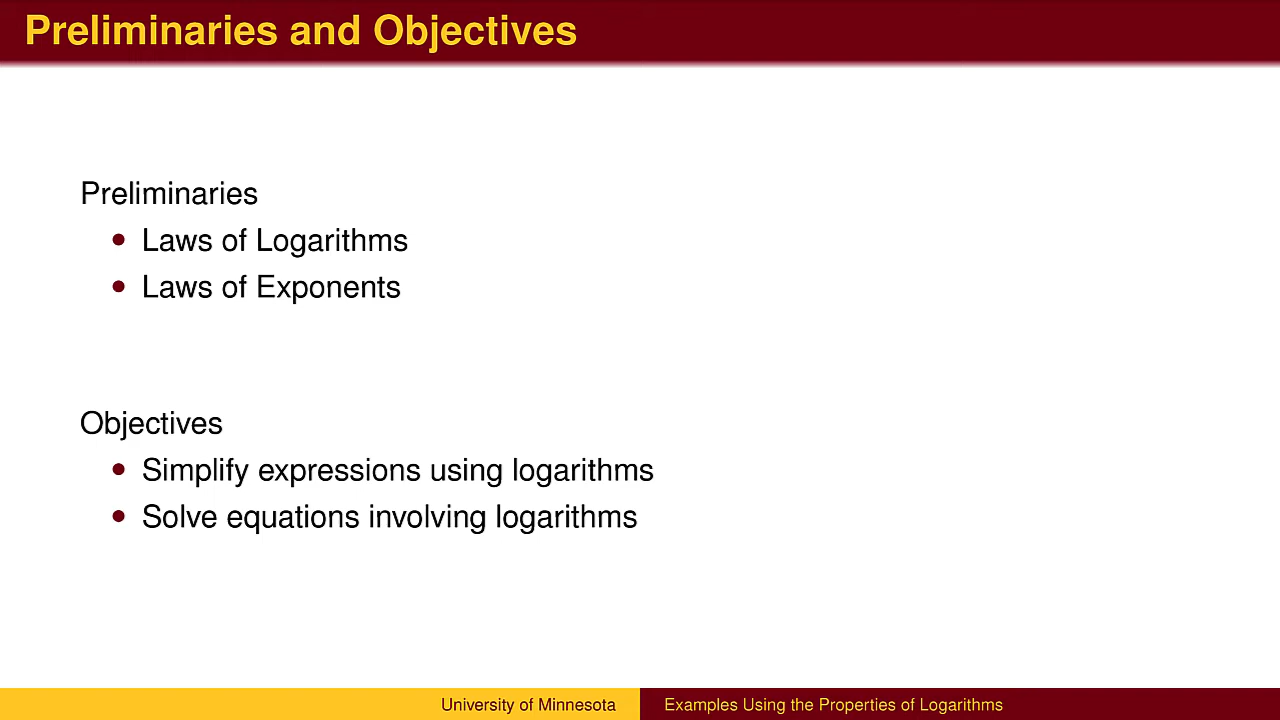 Preliminaries and Objectives
Preliminaries
• Laws of Logarithms
• Laws of Exponents
Objectives
• Simplify expressions using logarithms
• Solve equations involving logarithms
University of Minnesota
Examples Using the Properties of Logarithms